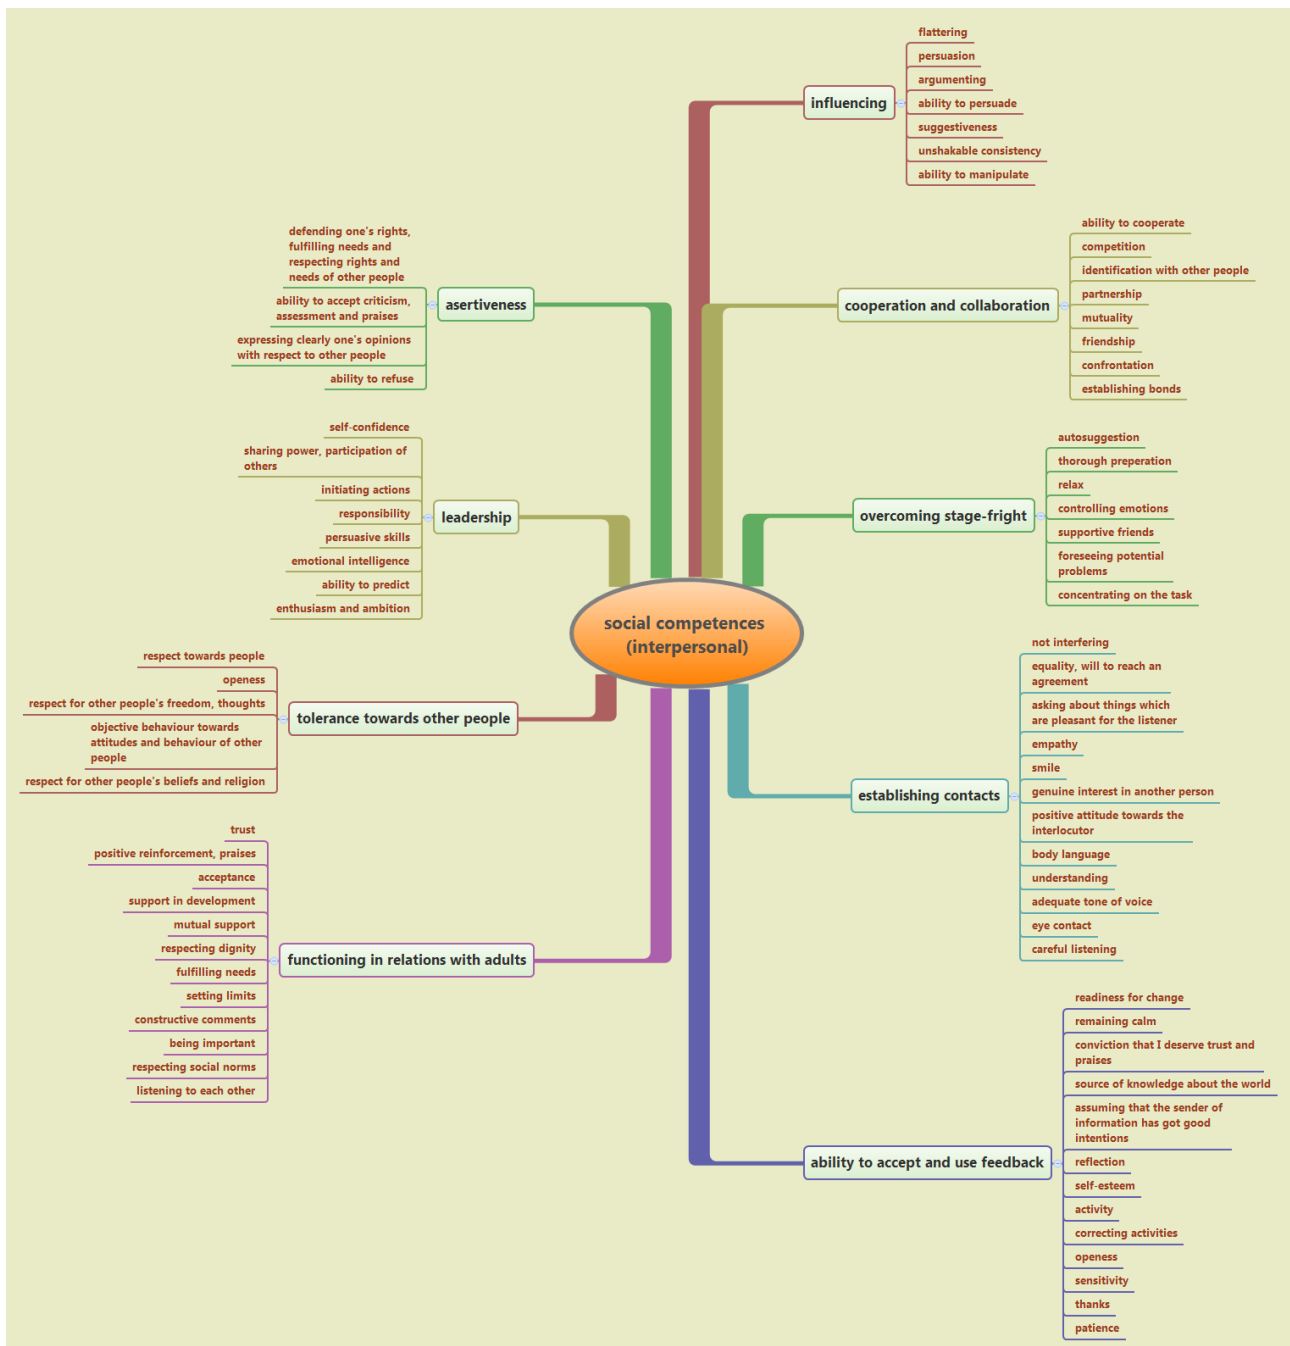 social competences
(interpersonal)
influencing
flattering
persuasion
argumenting
ability to persuade
suggestiveness
unshakable consistency
ability to manipulate
cooperation and collaboration
ability to cooperate
competition
identification with other people
partnership
mutuality
friendship
confrontation
establishing bonds
overcoming stage-fright
autosuggestion
thorough preperation
relax
controlling emotions
supportive friends
foreseeing potential
problems
concentrating on the task
establishing contacts
not interfering
equality, will to reach an
agreement
asking about things which
are pleasant for the listener
empathy
smile
genuine interest in another person
positive attitude towards the
interlocutor
body language
understanding
adequate tone of voice
eye contact
careful listening
ability to accept and use feedback
readiness for change
remaining calm
conviction that I deserve trust and
praises
source of knowledge about the world
assuming that the sender of
information has got good
intentions
reflection
self-esteem
activity
correcting activities
openess
sensitivity
thanks
patience
asertiveness
defending one's rights,
fulfilling needs and
respecting rights and
needs of other people
ability to accept criticism,
assessment and praises
expressing clearly one's opinions
with respect to other people
ability to refuse
leadership
self-confidence
sharing power, participation of
others
initiating actions
responsibility
persuasive skills
emotional intelligence
ability to predict
enthusiasm and ambition
tolerance towards other people
respect towards people
openess
respect for other people's freedom, thoughts
objective behaviour towards
attitudes and behaviour of other
people
respect for other people's beliefs and religion
functioning in relations with adults
trust
positive reinforcement, praises
acceptance
support in development
mutual support
respecting dignity
fulfilling needs
setting limits
constructive comments
being important
respecting social norms
listening to each other